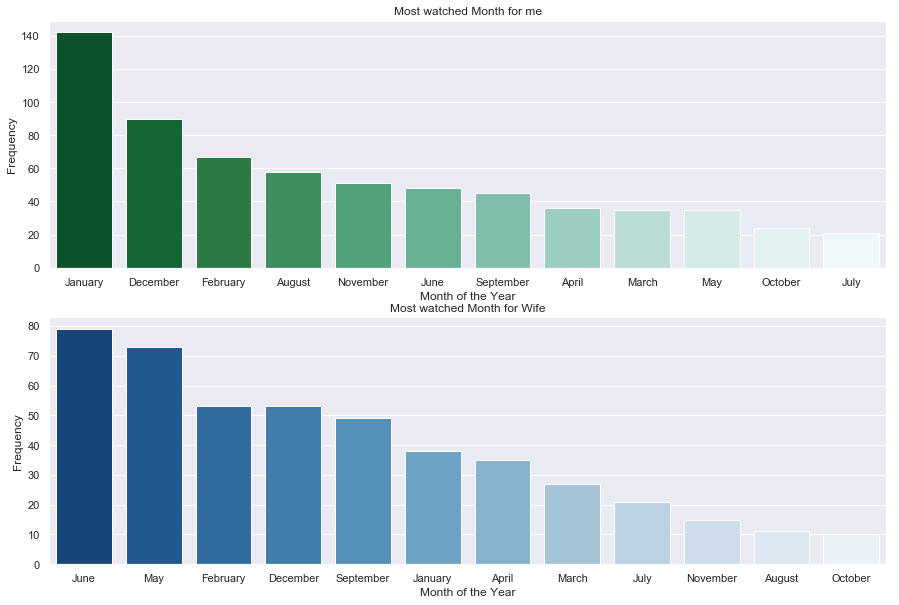 Most watched Month for me
140
120
100
80
60
40
20
0
Frequency
January December February August November June September April March May October July
Month of the Year
Most watched Month for Wife
80
70
60
50
40
30
20
10
0
Frequency
June May February December September January April March July November August October
Month of the Year